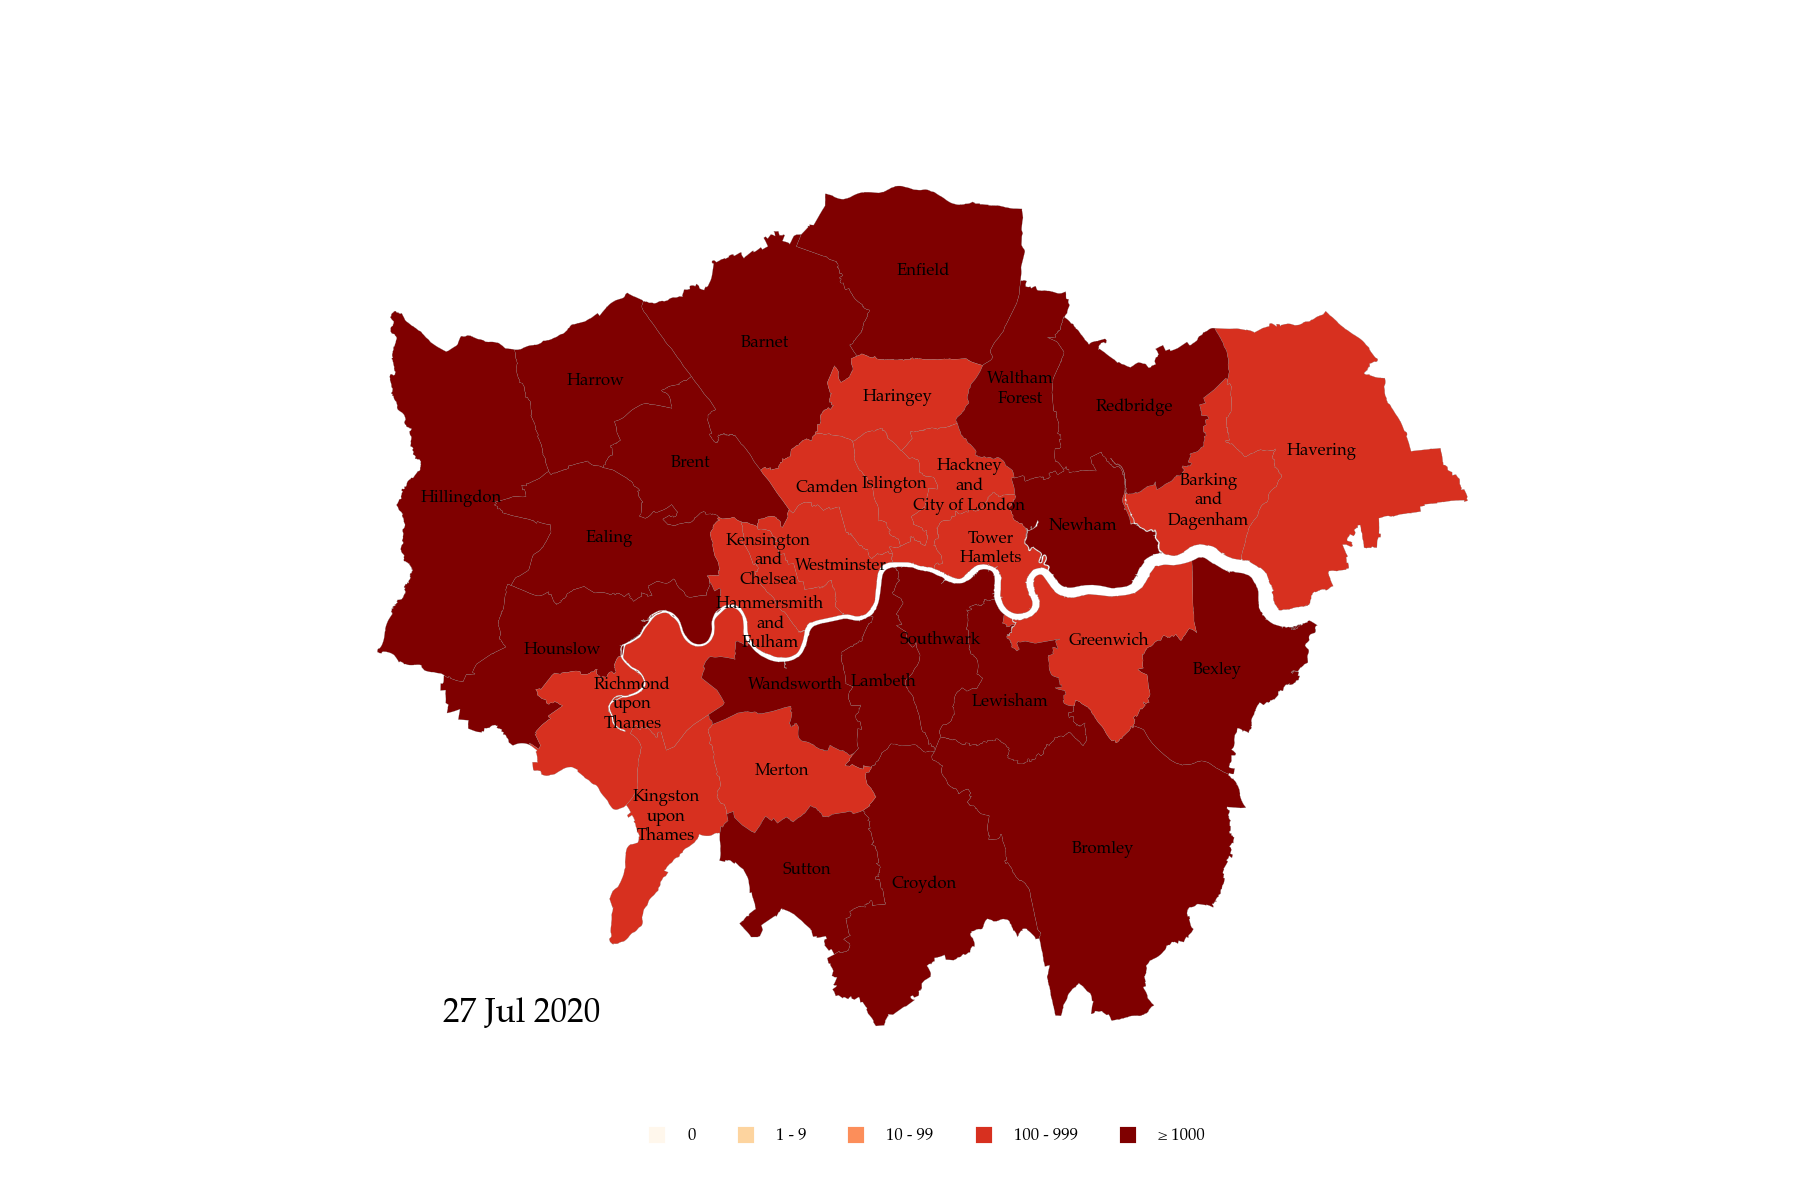 Enfield
Barnet
Harrow
Haringey
Waltham
Forest
Redbridge
Havering
Brent
Hillingdon
Camden
Islington
Hackney
and
City of London
Barking
and
Dagenham
Ealing
Kensington
and
Chelsea
Westminster
Tower
Hamlets
Newham
Hammersmith
and
Fulham
Hounslow
Southwark
Greenwich
Bexley
Richmond
upon
Thames
Wandsworth
Lambeth
Lewisham
Merton
Kingston
upon
Thames
Sutton
Croydon
Bromley
27 Jul 2020
0 1 - 9 10 - 99 100 - 999 ≥ 1000